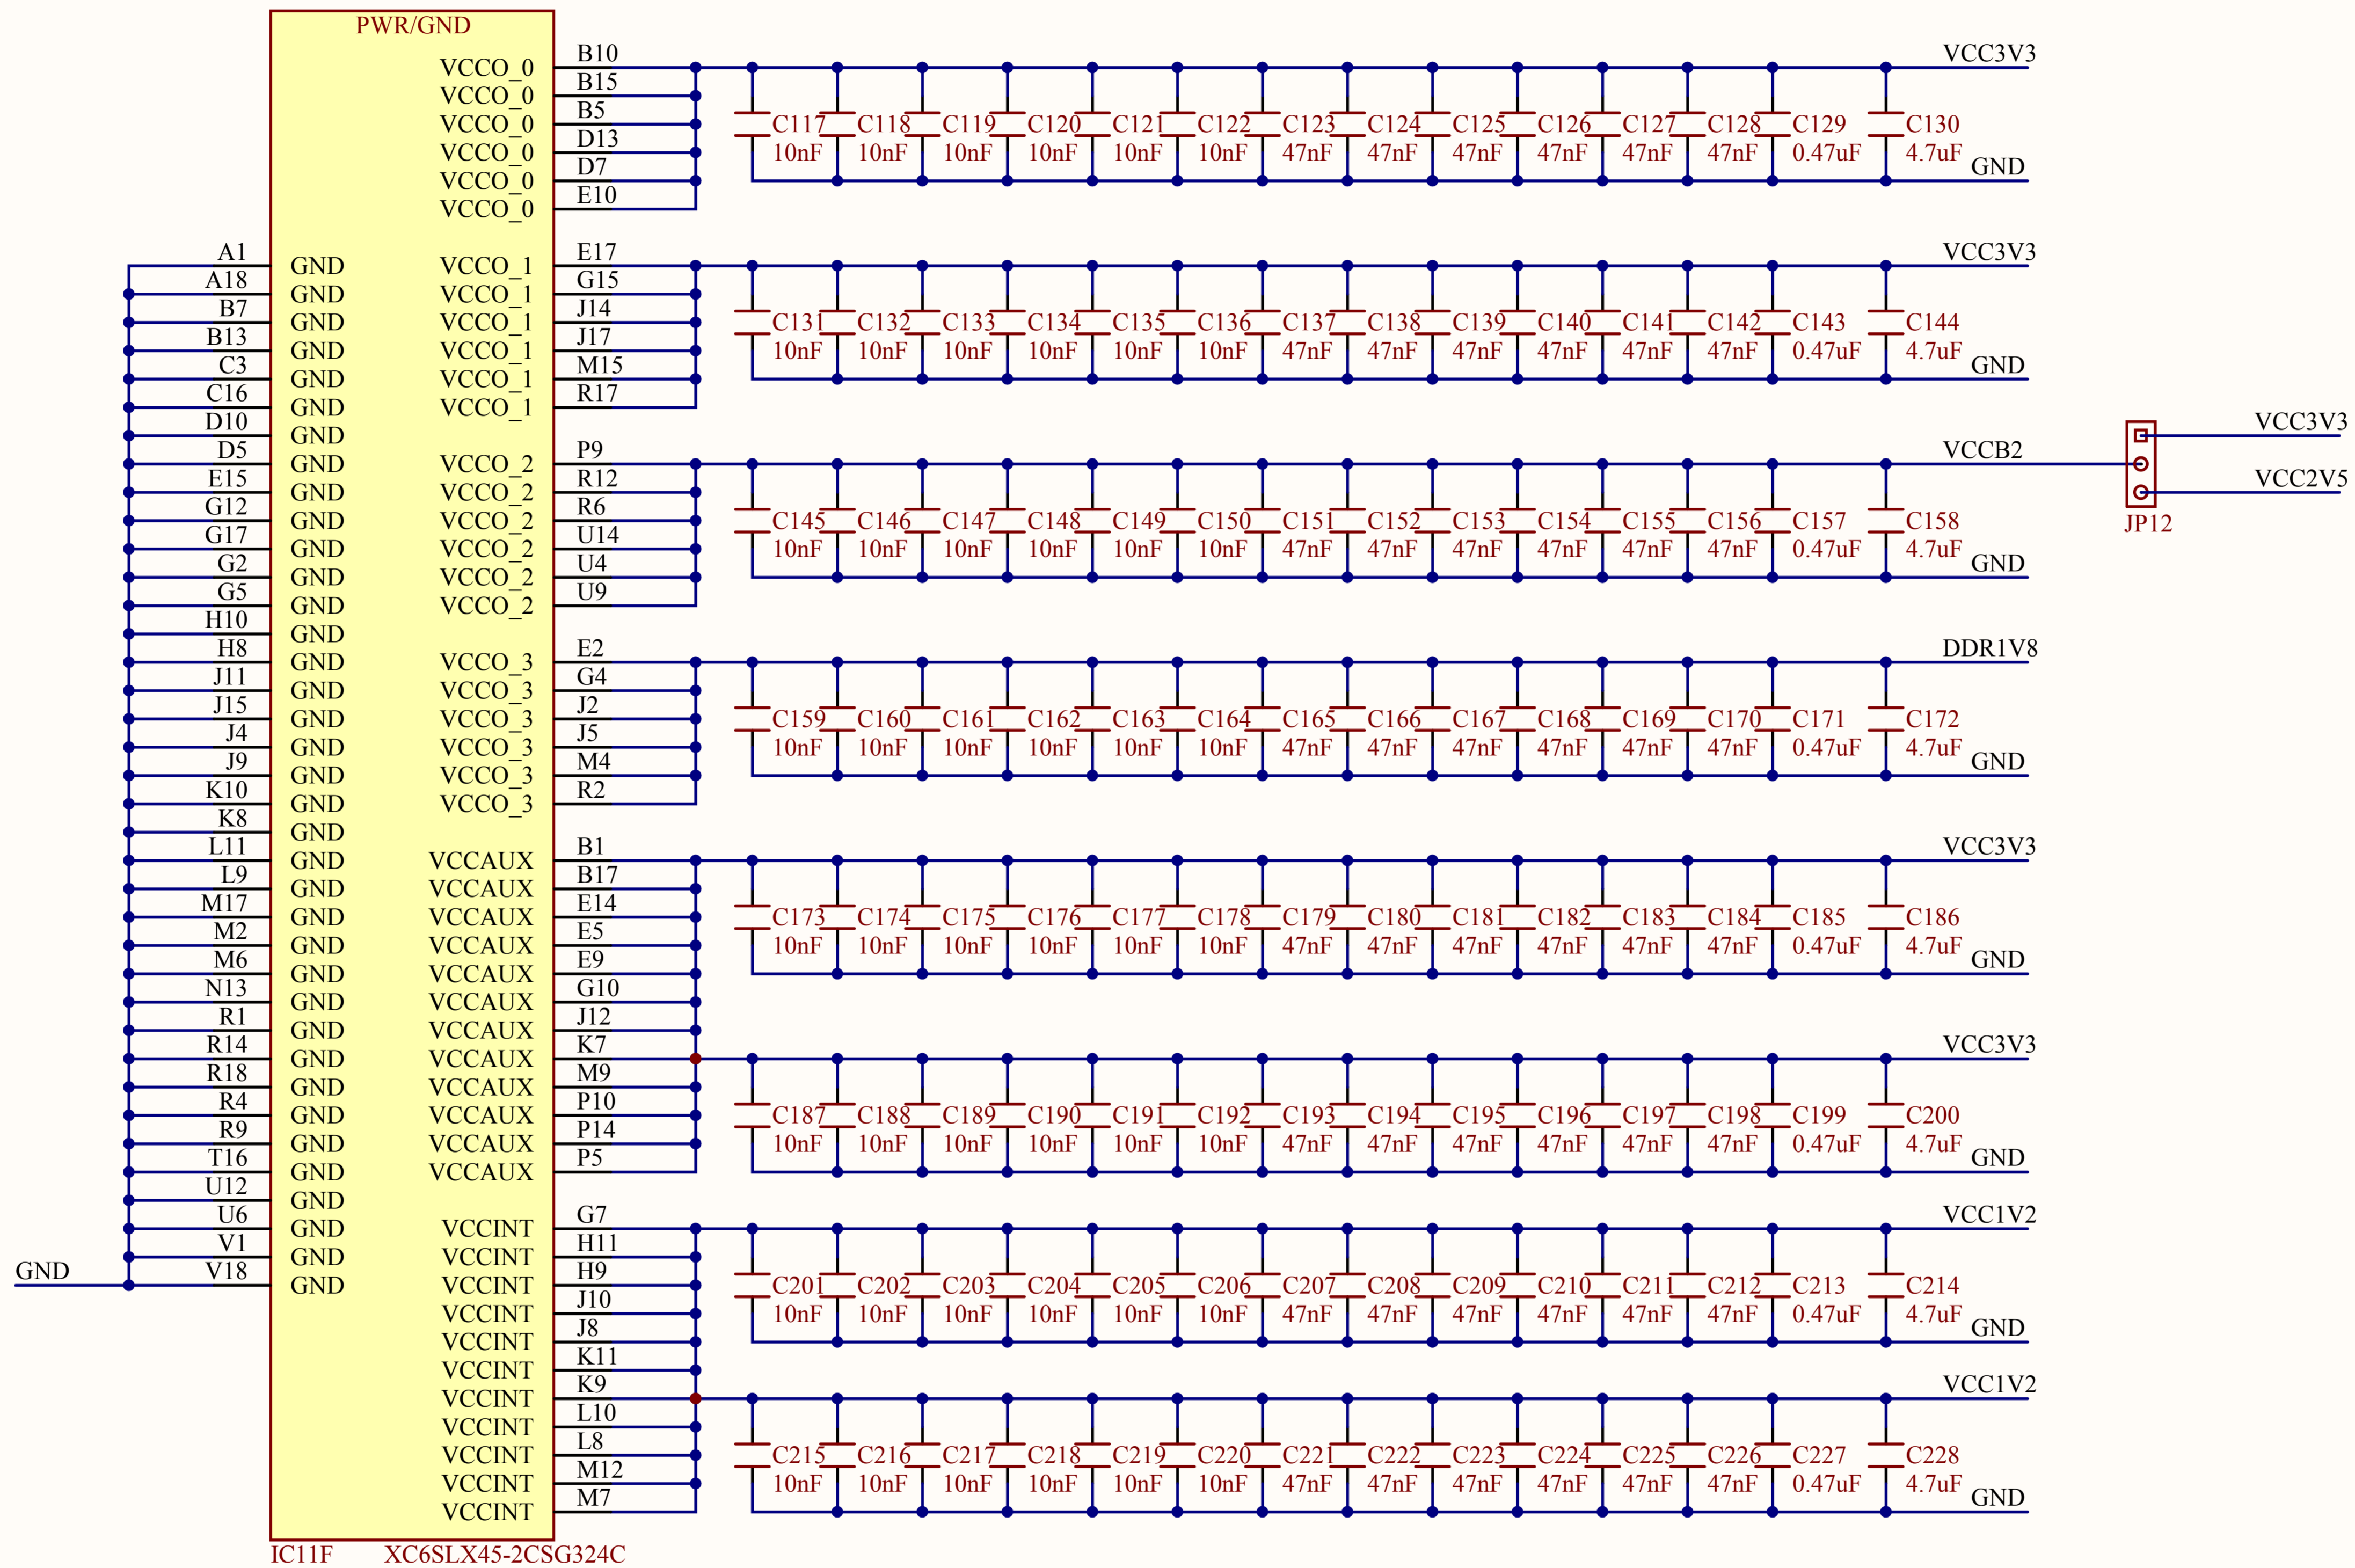 PWR/GND
VCCO_0 B10 VCC3V3
VCCO_0 B15
VCCO_0 B5
C117 C118 C119 C120 C121 C122 C123 C124 C125 C126 C127 C128 C129 C130
VCCO_0 D13
10nF 10nF 10nF 10nF 10nF 10nF 47nF 47nF 47nF 47nF 47nF 47nF 0.47uF 4.7uF
VCCO_0 D7 GND
VCCO_0 E10
A1 GND VCCO_1 E17 VCC3V3
A18 GND VCCO_1 G15
B7 GND VCCO_1 J14
C131 C132 C133 C134 C135 C136 C137 C138 C139 C140 C141 C142 C143 C144
B13 GND VCCO_1 J17
10nF 10nF 10nF 10nF 10nF 10nF 47nF 47nF 47nF 47nF 47nF 47nF 0.47uF 4.7uF
C3 GND VCCO_1 M15 GND
C16 GND VCCO_1 R17
D10 GND VCC3V3
D5 GND VCCO_2 P9 VCCB2
E15 GND VCCO_2 R12 VCC2V5
G12 GND VCCO_2 R6
C145 C146 C147 C148 C149 C150 C151 C152 C153 C154 C155 C156 C157 C158 JP12
G17 GND VCCO_2 U14
10nF 10nF 10nF 10nF 10nF 10nF 47nF 47nF 47nF 47nF 47nF 47nF 0.47uF 4.7uF
G2 GND VCCO_2 U4 GND
G5 GND VCCO_2 U9
H10 GND
H8 GND VCCO_3 E2 DDR1V8
J11 GND VCCO_3 G4
J15 GND VCCO_3 J2
C159 C160 C161 C162 C163 C164 C165 C166 C167 C168 C169 C170 C171 C172
J4 GND VCCO_3 J5
10nF 10nF 10nF 10nF 10nF 10nF 47nF 47nF 47nF 47nF 47nF 47nF 0.47uF 4.7uF
J9 GND VCCO_3 M4 GND
K10 GND VCCO_3 R2
K8 GND
L11 GND VCCAUX B1 VCC3V3
L9 GND VCCAUX B17
M17 GND VCCAUX E14
C173 C174 C175 C176 C177 C178 C179 C180 C181 C182 C183 C184 C185 C186
M2 GND VCCAUX E5
10nF 10nF 10nF 10nF 10nF 10nF 47nF 47nF 47nF 47nF 47nF 47nF 0.47uF 4.7uF
M6 GND VCCAUX E9 GND
N13 GND VCCAUX G10
R1 GND VCCAUX J12
R14 GND VCCAUX K7 VCC3V3
R18 GND VCCAUX M9
R4 GND VCCAUX P10
C187 C188 C189 C190 C191 C192 C193 C194 C195 C196 C197 C198 C199 C200
R9 GND VCCAUX P14
10nF 10nF 10nF 10nF 10nF 10nF 47nF 47nF 47nF 47nF 47nF 47nF 0.47uF 4.7uF
T16 GND VCCAUX P5 GND
U12 GND
U6 GND VCCINT G7 VCC1V2
V1 GND VCCINT H11
GND V18 GND VCCINT H9
C201 C202 C203 C204 C205 C206 C207 C208 C209 C210 C211 C212 C213 C214
VCCINT J10
10nF 10nF 10nF 10nF 10nF 10nF 47nF 47nF 47nF 47nF 47nF 47nF 0.47uF 4.7uF
VCCINT J8 GND
VCCINT K11
VCCINT K9 VCC1V2
VCCINT L10
VCCINT L8
C215 C216 C217 C218 C219 C220 C221 C222 C223 C224 C225 C226 C227 C228
VCCINT M12
10nF 10nF 10nF 10nF 10nF 10nF 47nF 47nF 47nF 47nF 47nF 47nF 0.47uF 4.7uF
VCCINT M7 GND
IC11F XC6SLX45-2CSG324C